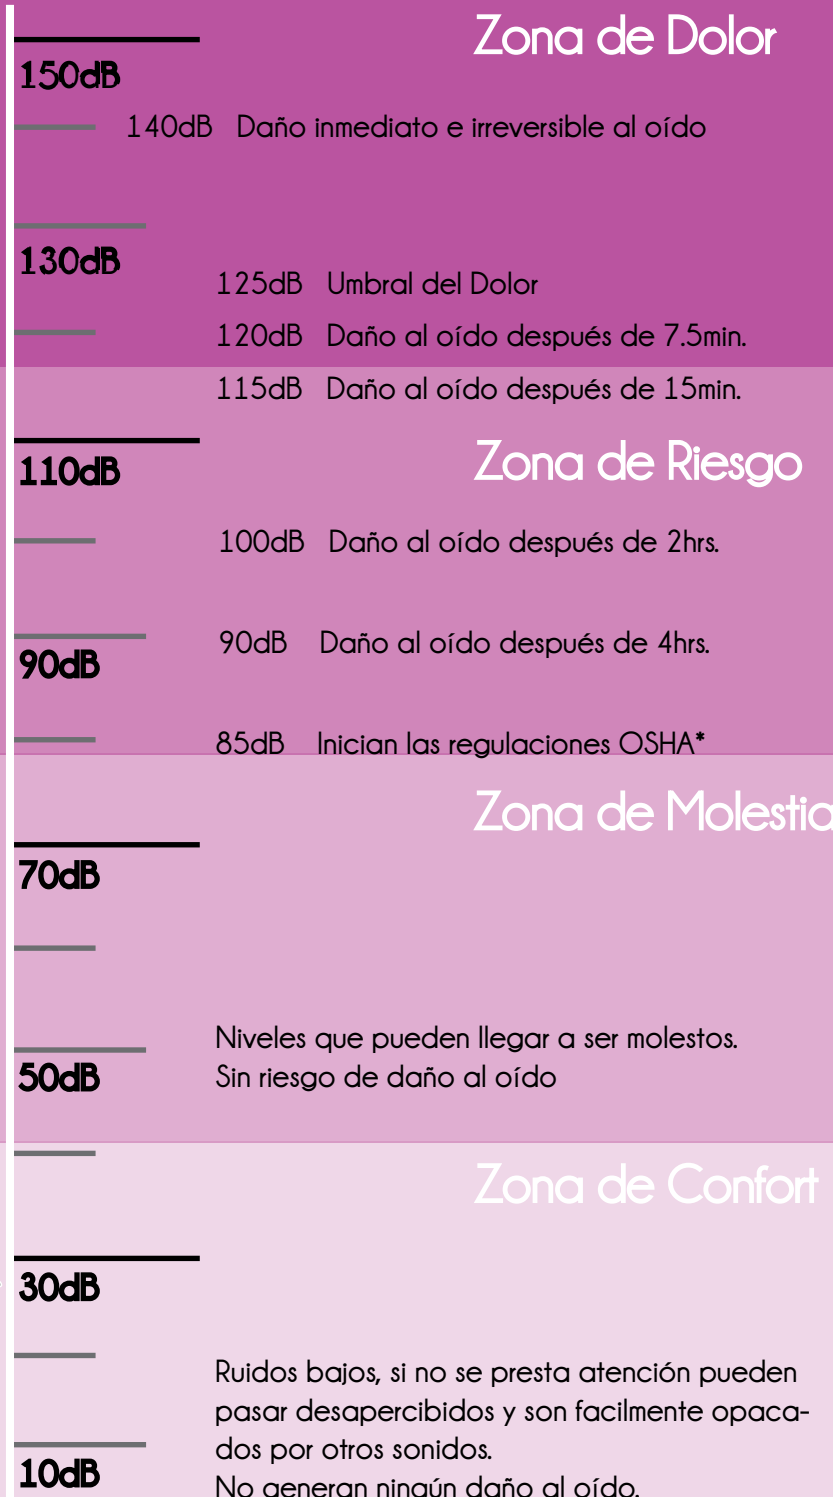 Zona de Dolor
150dB
140dB Daño inmediato e irreversible al oído
130dB
125dB Umbral del Dolor
120dB Daño al oído después de 7.5min.
115dB Daño al oído después de 15min.
Zona de Riesgo
110dB
100dB Daño al oído después de 2hrs.
90dB Daño al oído después de 4hrs.
90dB
85dB Inician las regulaciones OSHA*
Zona de Molestia
70dB
Niveles que pueden llegar a ser molestos.
50dB Sin riesgo de daño al oído
Zona de Confort
30dB
Ruidos bajos, si no se presta atención pueden
pasar desapercibidos y son facilmente opaca-
dos por otros sonidos.
10dB
No generan ningún daño al oído.